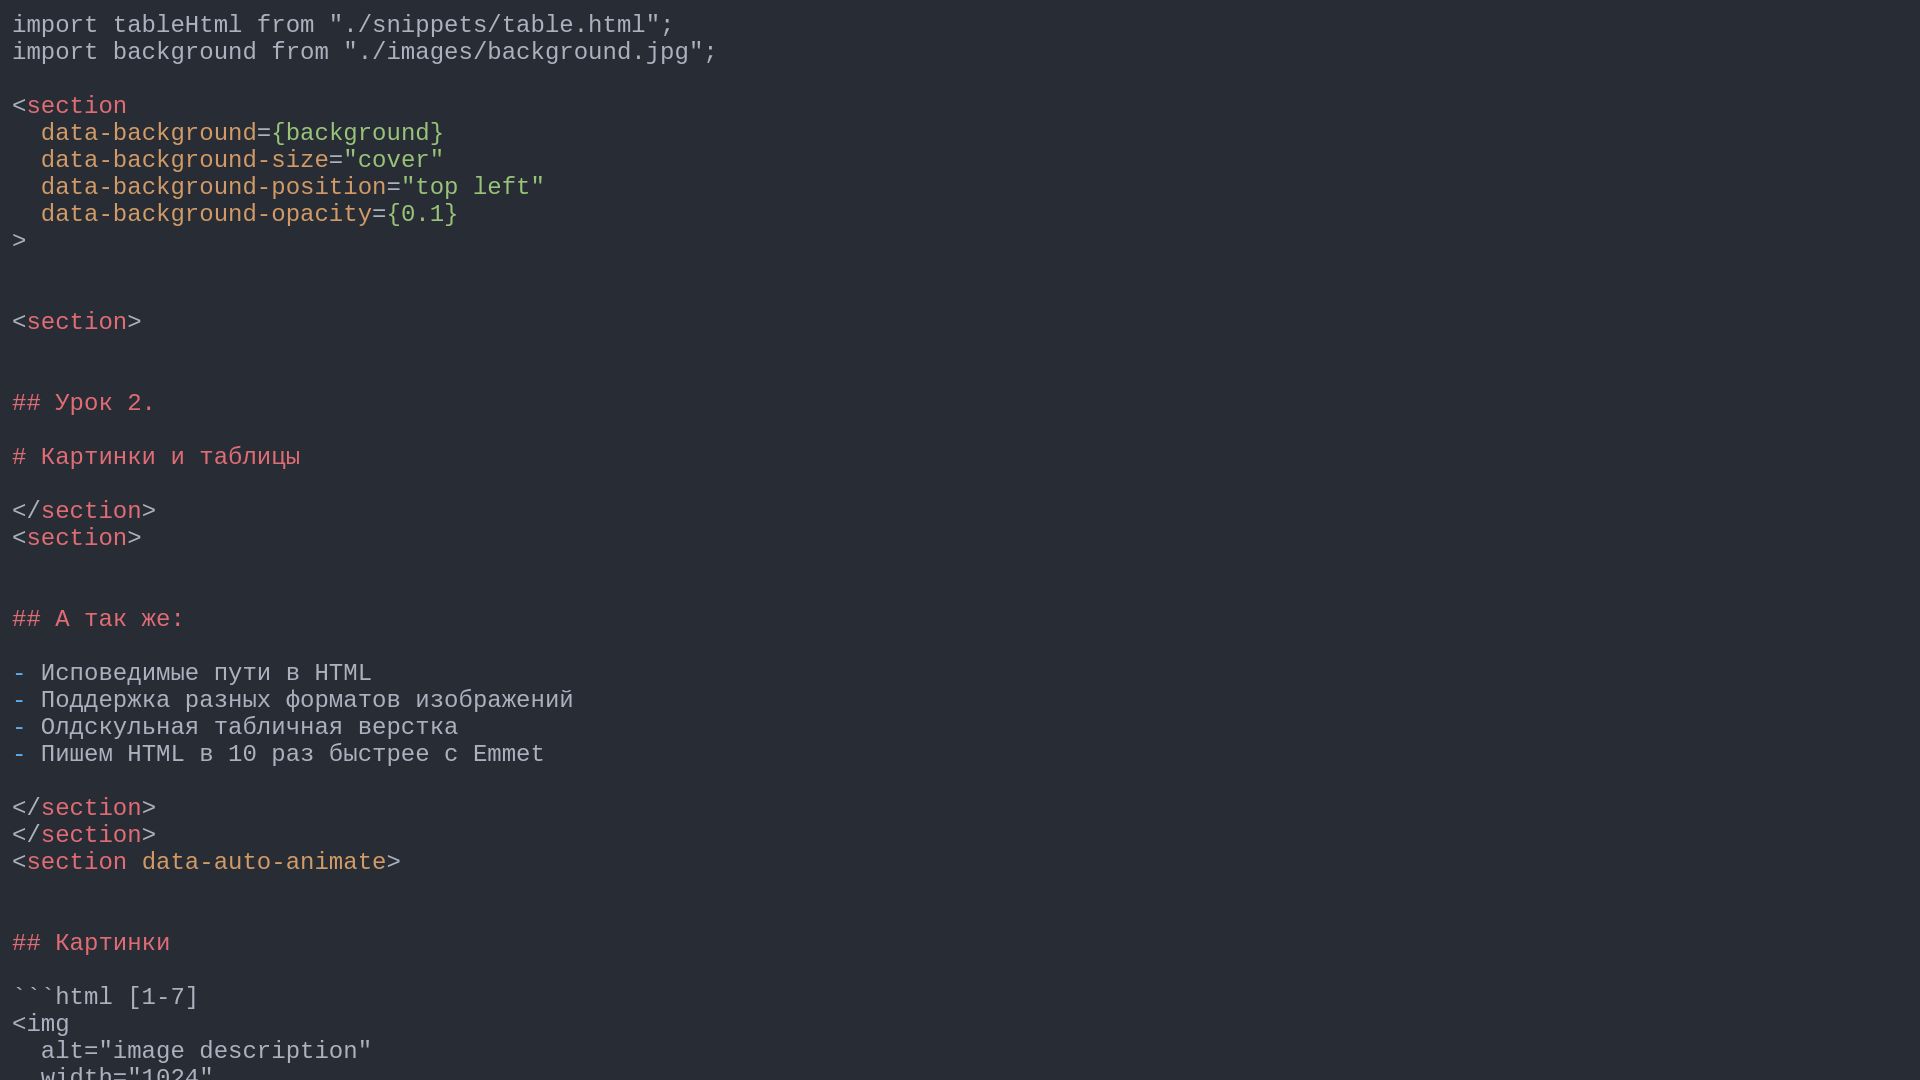 import tableHtml from "./snippets/table.html";
import background from "./images/background.jpg";
<section
  data-background={background}
  data-background-size="cover"
  data-background-position="top left"
  data-background-opacity={0.1}
>
<section>
## Урок 2.
# Картинки и таблицы
</section>
<section>
## А так же:
- Исповедимые пути в HTML
- Поддержка разных форматов изображений
- Олдскульная табличная верстка
- Пишем HTML в 10 раз быстрее с Emmet
</section>
</section>
<section data-auto-animate>
## Картинки
```html [1-7]
<img
  alt="image description"
  width="1024"